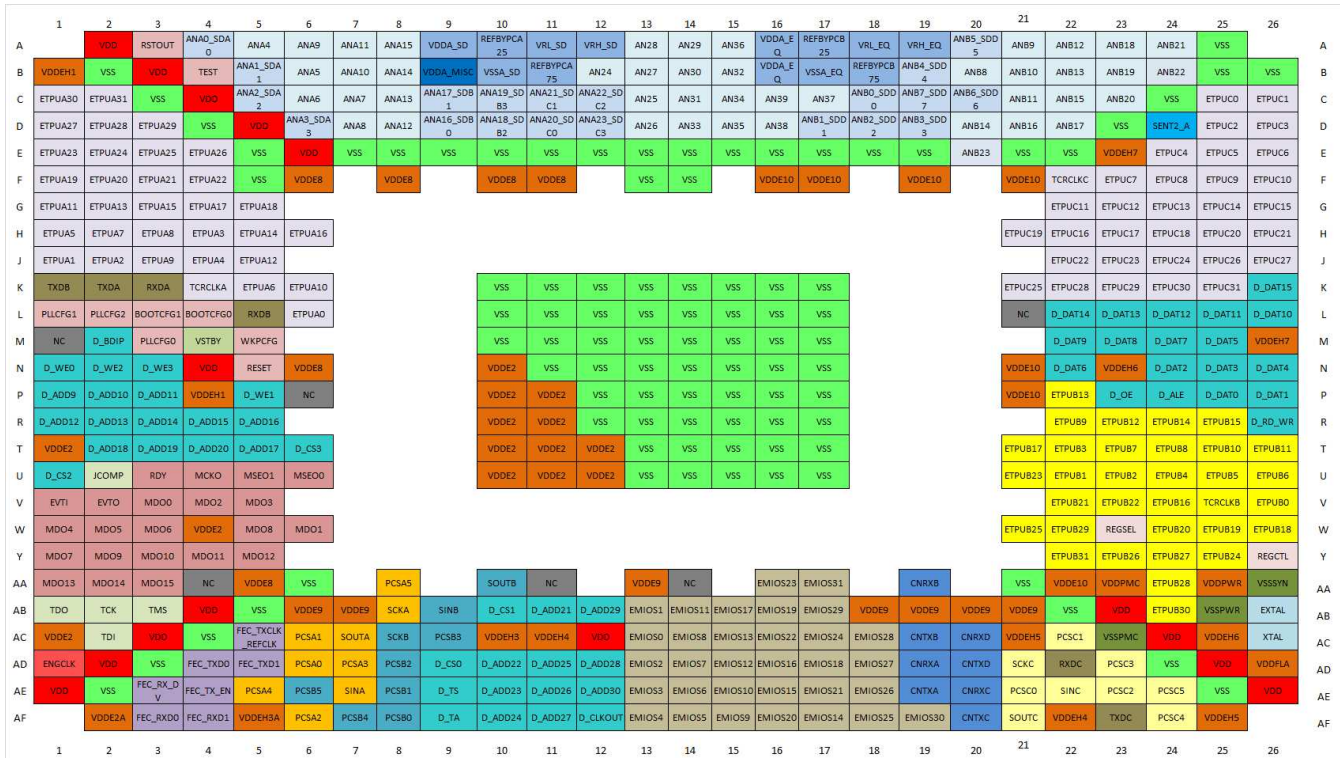 1 2 3 4 5 6 7 8 9 10 11 12 13 14 15 16 17 18 19 20 21 22 23 24 25 26
A VDD RSTOUT ANA0_SDA0 ANA4 ANA9 ANA11 ANA15 VDDA_SD REFBYPCA25 VRL_SD VRH_SD AN28 AN29 AN36 VDDA_EQ REFBYPCB25 VRL_EQ VRH_EQ ANB5_SDD5 ANB9 ANB12 ANB18 ANB21 VSS A
B VDDEH1 VSS VDD TEST ANA1_SDA1 ANA5 ANA10 ANA14 VDDA_MISC VSSA_SD REFBYPCA75 AN24 AN27 AN30 AN32 VDDA_EQ VSSA_EQ REFBYPCB75 ANB4_SDD4 ANB8 ANB10 ANB13 ANB19 ANB22 VSS VSS B
C ETPUA30 ETPUA31 VSS VDD ANA2_SDA2 ANA6 ANA7 ANA13 ANA17_SDB1 ANA19_SDB3 ANA21_SDC1 ANA22_SDC2 AN25 AN31 AN34 AN39 AN37 ANB0_SDD0 ANB7_SDD7 ANB6_SDD6 ANB11 ANB15 ANB20 VSS ETPUC0 ETPUC1 C
D ETPUA27 ETPUA28 ETPUA29 VSS VDD ANA3_SDA3 ANA8 ANA12 ANA16_SDB0 ANA18_SDB2 ANA20_SDC0 ANA23_SDC3 AN26 AN33 AN35 AN38 ANB1_SDD1 ANB2_SDD2 ANB3_SDD3 ANB14 ANB16 ANB17 VSS SENT2_A ETPUC2 ETPUC3 D
E ETPUA23 ETPUA24 ETPUA25 ETPUA26 VSS VDD VSS VSS VSS VSS VSS VSS VSS VSS VSS VSS VSS VSS VSS ANB23 VSS VSS VDDEH7 ETPUC4 ETPUC5 ETPUC6 E
F ETPUA19 ETPUA20 ETPUA21 ETPUA22 VSS VDDE8 VDDE8 VDDE8 VDDE8 VSS VSS VDDE10 VDDE10 VDDE10 VDDE10 TCRCLKC ETPUC7 ETPUC8 ETPUC9 ETPUC10 F
G ETPUA11 ETPUA13 ETPUA15 ETPUA17 ETPUA18 ETPUC11 ETPUC12 ETPUC13 ETPUC14 ETPUC15 G
H ETPUA5 ETPUA7 ETPUA8 ETPUA3 ETPUA14 ETPUA16 ETPUC19 ETPUC16 ETPUC17 ETPUC18 ETPUC20 ETPUC21 H
J ETPUA1 ETPUA2 ETPUA9 ETPUA4 ETPUA12 ETPUC22 ETPUC23 ETPUC24 ETPUC26 ETPUC27 J
K TXDB TXDA RXDA TCRCLKA ETPUA6 ETPUA10 VSS VSS VSS VSS VSS VSS VSS VSS ETPUC25 ETPUC28 ETPUC29 ETPUC30 ETPUC31 D_DAT15 K
L PLLCFG1 PLLCFG2 BOOTCFG1 BOOTCFG0 RXDB ETPUA0 VSS VSS VSS VSS VSS VSS VSS VSS NC D_DAT14 D_DAT13 D_DAT12 D_DAT11 D_DAT10 L
M NC D_BDIP PLLCFG0 VSTBY WKPCFG VSS VSS VSS VSS VSS VSS VSS VSS D_DAT9 D_DAT8 D_DAT7 D_DAT5 VDDEH7 M
N D_WE0 D_WE2 D_WE3 VDD RESET VDDE8 VDDE2 VSS VSS VSS VSS VSS VSS VSS VDDE10 D_DAT6 VDDEH6 D_DAT2 D_DAT3 D_DAT4 N
P D_ADD9 D_ADD10 D_ADD11 VDDEH1 D_WE1 NC VDDE2 VDDE2 VSS VSS VSS VSS VSS VSS VDDE10 ETPUB13 D_OE D_ALE D_DAT0 D_DAT1 P
R D_ADD12 D_ADD13 D_ADD14 D_ADD15 D_ADD16 VDDE2 VDDE2 VSS VSS VSS VSS VSS VSS ETPUB9 ETPUB12 ETPUB14 ETPUB15 D_RD_WR R
T VDDE2 D_ADD18 D_ADD19 D_ADD20 D_ADD17 D_CS3 VDDE2 VDDE2 VDDE2 VSS VSS VSS VSS VSS ETPUB17 ETPUB3 ETPUB7 ETPUB8 ETPUB10 ETPUB11 T
U D_CS2 JCOMP RDY MCKO MSEO1 MSEO0 VDDE2 VDDE2 VDDE2 VSS VSS VSS VSS VSS ETPUB23 ETPUB1 ETPUB2 ETPUB4 ETPUB5 ETPUB6 U
V EVTI EVTO MDO0 MDO2 MDO3 ETPUB21 ETPUB22 ETPUB16 TCRCLKB ETPUB0 V
W MDO4 MDO5 MDO6 VDDE2 MDO8 MDO1 ETPUB25 ETPUB29 REGSEL ETPUB20 ETPUB19 ETPUB18 W
Y MDO7 MDO9 MDO10 MDO11 MDO12 ETPUB31 ETPUB26 ETPUB27 ETPUB24 REGCTL Y
AA MDO13 MDO14 MDO15 NC VDDE8 VSS PCSA5 SOUTB NC VDDE9 NC EMIOS23 EMIOS31 CNRXB VSS VDDE10 VDDPMC ETPUB28 VDDPWR VSSSYN AA
AB TDO TCK TMS VDD VSS VDDE9 VDDE9 SCKA SINB D_CS1 D_ADD21 D_ADD29 EMIOS1 EMIOS11 EMIOS17 EMIOS19 EMIOS29 VDDE9 VDDE9 VDDE9 VDDE9 VSS VDD ETPUB30 VSSPWR EXTAL AB
AC VDDE2 TDI VDD VSS FEC_TXCLK_REFCLK PCSA1 SOUTA SCKB PCSB3 VDDEH3 VDDEH4 VDD EMIOS0 EMIOS8 EMIOS13 EMIOS22 EMIOS24 EMIOS28 CNTXB CNRXD VDDEH5 PCSC1 VSSPMC VDD VDDEH6 XTAL AC
AD ENGCLK VDD VSS FEC_TXD0 FEC_TXD1 PCSA0 PCSA3 PCSB2 D_CS0 D_ADD22 D_ADD25 D_ADD28 EMIOS2 EMIOS7 EMIOS12 EMIOS16 EMIOS18 EMIOS27 CNRXA CNTXD SCKC RXDC PCSC3 VSS VDD VDDFLA AD
AE VDD VSS FEC_RX_DV FEC_TX_EN PCSA4 PCSB5 SINA PCSB1 D_TS D_ADD23 D_ADD26 D_ADD30 EMIOS3 EMIOS6 EMIOS10 EMIOS15 EMIOS21 EMIOS26 CNTXA CNRXC PCSC0 SINC PCSC2 PCSC5 VSS VDD AE
AF VDDE2A FEC_RXD0 FEC_RXD1 VDDEH3A PCSA2 PCSB4 PCSB0 D_TA D_ADD24 D_ADD27 D_CLKOUT EMIOS4 EMIOS5 EMIOS9 EMIOS20 EMIOS14 EMIOS25 EMIOS30 CNTXC SOUTC VDDEH4 TXDC PCSC4 VDDEH5 AF
1 2 3 4 5 6 7 8 9 10 11 12 13 14 15 16 17 18 19 20 21 22 23 24 25 26